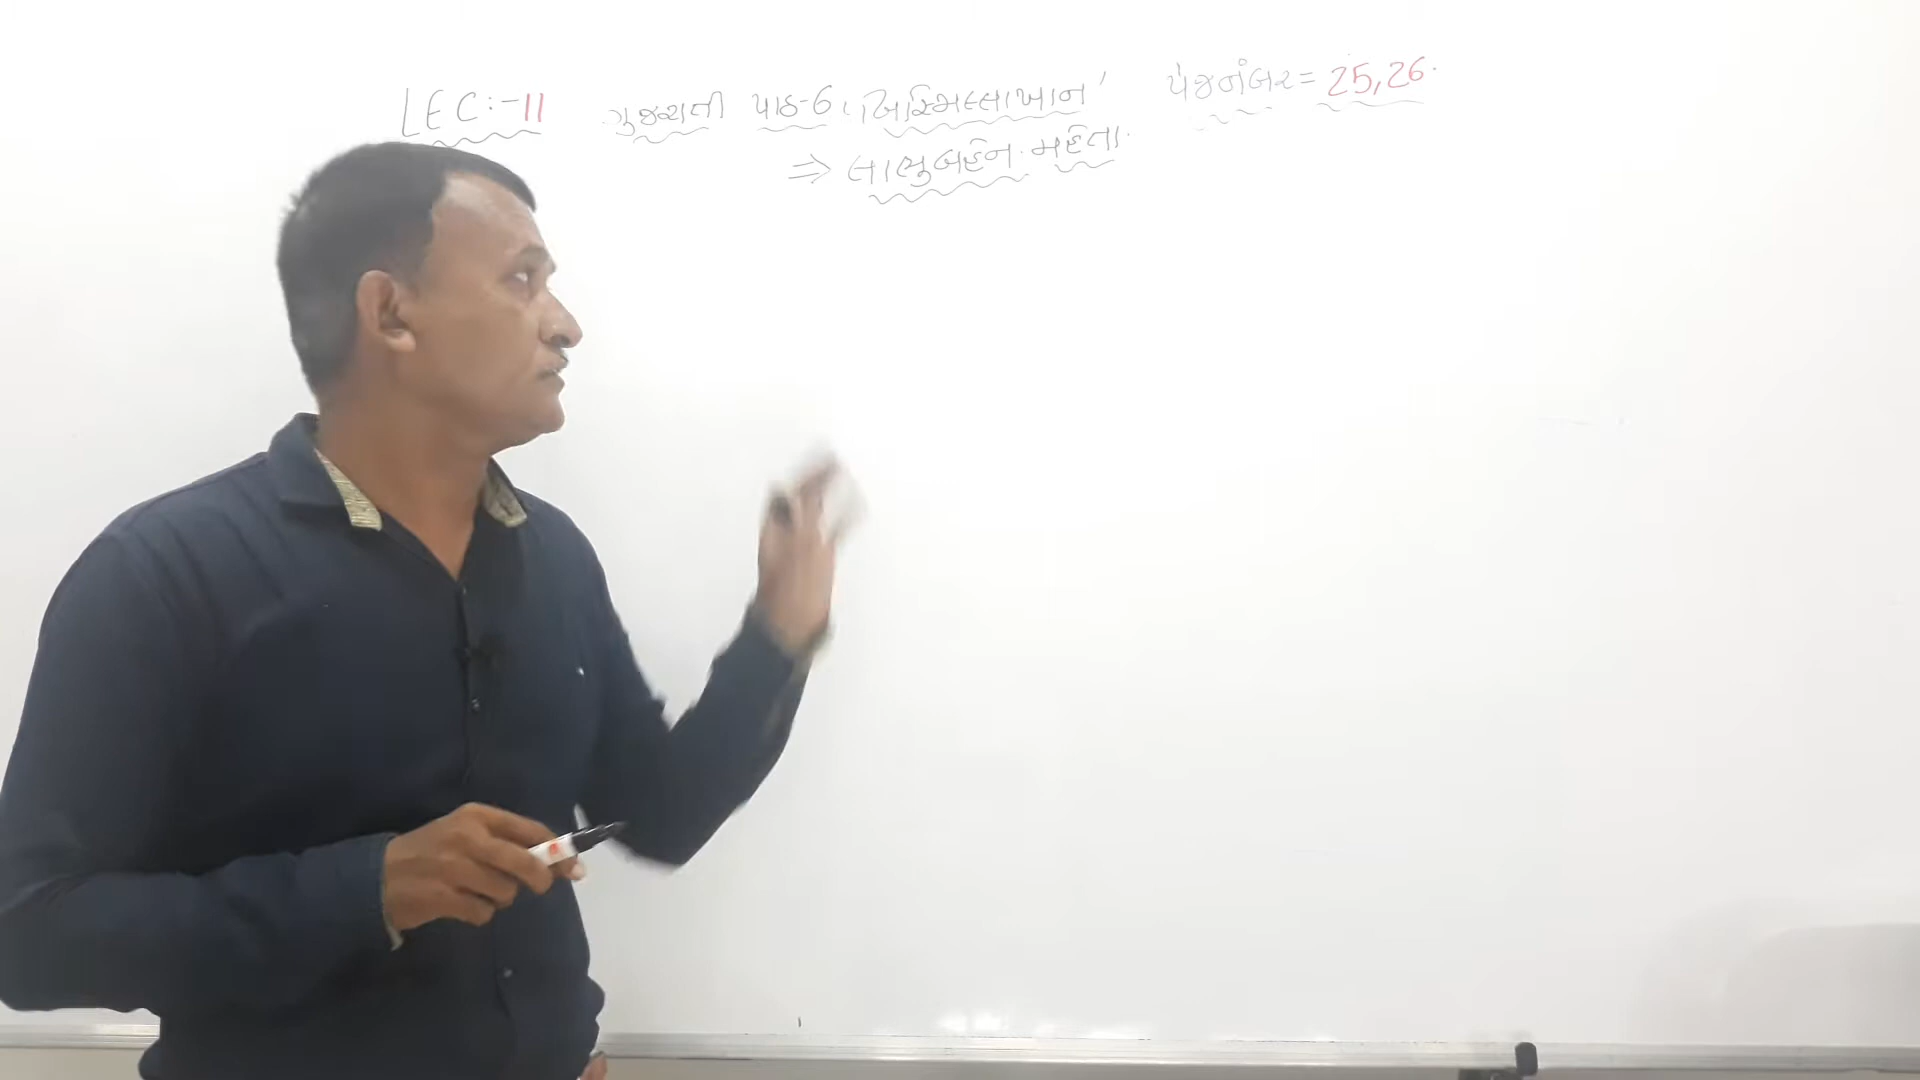 LEC:-11 ગુજરાતી પાઠ-6 'બિસ્મિલ્લાખાન' પેજનંબર = 25,26.
⇒ લાભુબહેન. મહેતા.